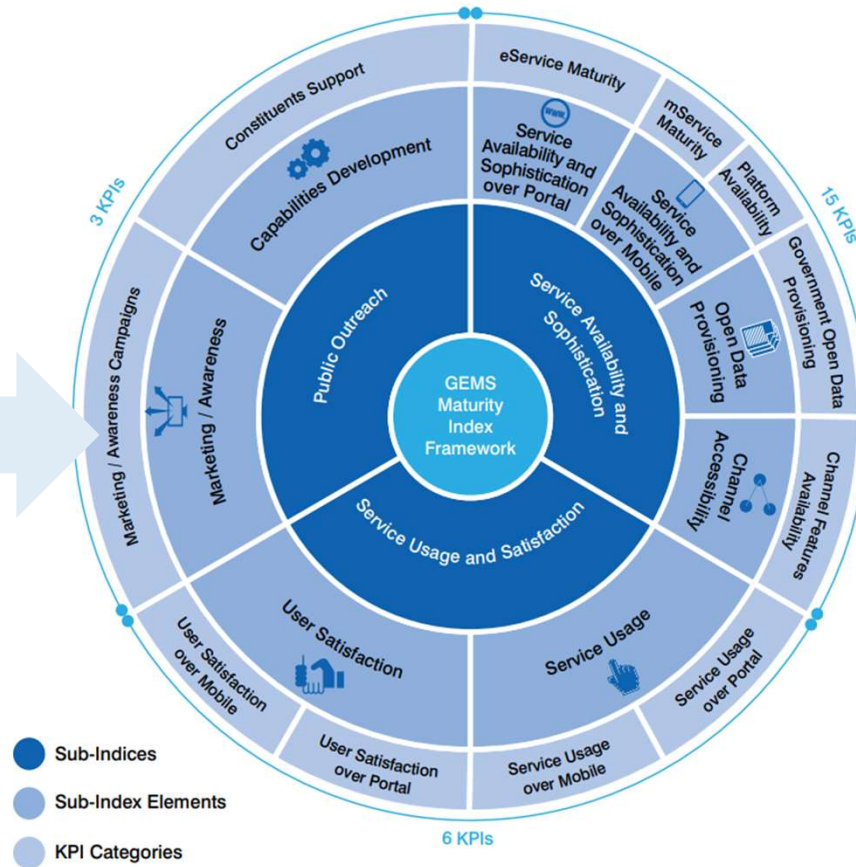 GEMS
Maturity
Index
Framework
Public Outreach
Service Availability and
Sophistication
Service Usage and Satisfaction
Capabilities Development
www
Service
Availability and
Sophistication
over Portal
Service
Availability and
Sophistication
over Mobile
Open Data
Provisioning
Channel
Accessibility
Service Usage
User Satisfaction
Marketing / Awareness
Constituents Support
eService Maturity
mService
Maturity
Platform
Availability
Government Open Data
Provisioning
Channel Features
Availability
Service Usage
over Portal
Service Usage
over Mobile
User Satisfaction
over Portal
User Satisfaction
over Mobile
Marketing / Awareness Campaigns
3 KPIs
15 KPIs
6 KPIs
Sub-Indices
Sub-Index Elements
KPI Categories